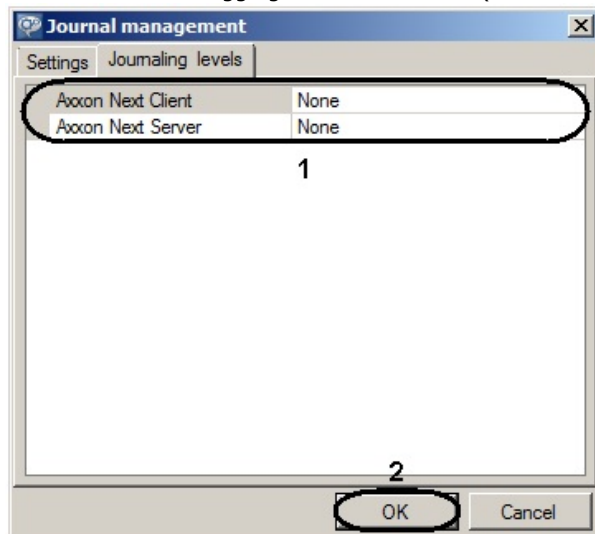 Journal management
Settings Journaling levels
Axxon Next Client None
Axxon Next Server None
1
2
OK Cancel